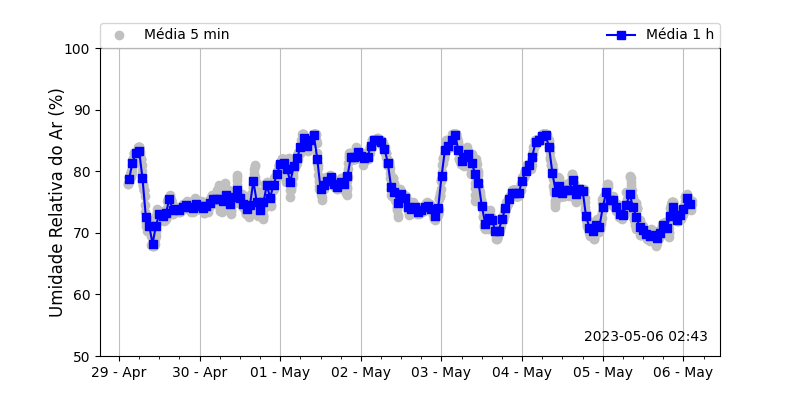 Média 5 min
Média 1 h
Umidade Relativa do Ar (%)
100
90
80
70
60
50
2023-05-06 02:43
29 - Apr
30 - Apr
01 - May
02 - May
03 - May
04 - May
05 - May
06 - May